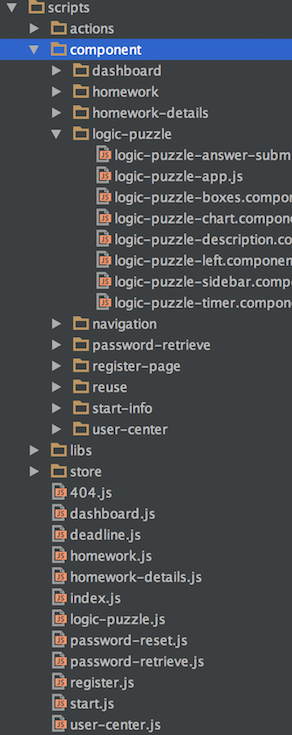 scripts
actions
component
dashboard
homework
homework-details
logic-puzzle
logic-puzzle-answer-subm
logic-puzzle-app.js
logic-puzzle-boxes.compo
logic-puzzle-chart.compone
logic-puzzle-description.co
logic-puzzle-left.componen
logic-puzzle-sidebar.compo
logic-puzzle-timer.compon
navigation
password-retrieve
register-page
reuse
start-info
user-center
libs
store
404.js
dashboard.js
deadline.js
homework.js
homework-details.js
index.js
logic-puzzle.js
password-reset.js
password-retrieve.js
register.js
start.js
user-center.js